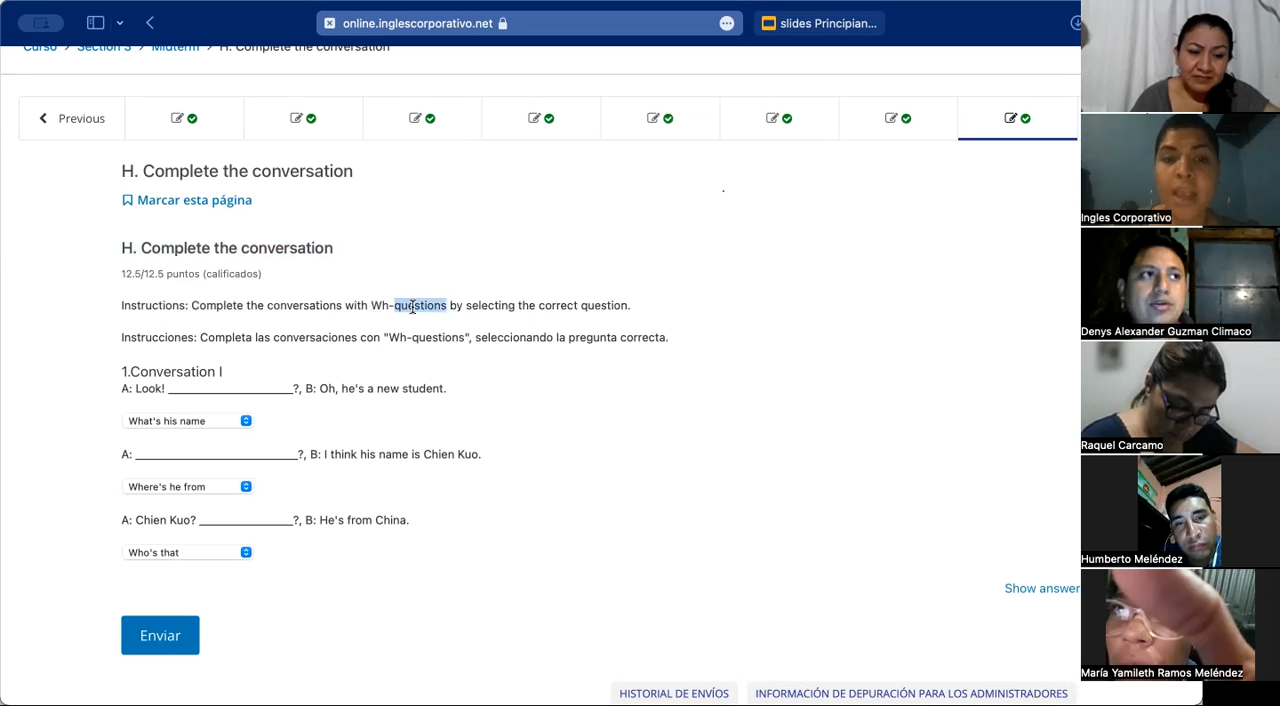 online.inglescorporativo.net
slides Principian...
Curso > Section 3 > Midterm > H. Complete the conversation
Previous
H. Complete the conversation
Marcar esta página
H. Complete the conversation
12.5/12.5 puntos (calificados)
Instructions: Complete the conversations with Wh-questions by selecting the correct question.
Instrucciones: Completa las conversaciones con "Wh-questions", seleccionando la pregunta correcta.
1.Conversation I
A: Look! ____________________?, B: Oh, he's a new student.
What's his name
A: __________________________?, B: I think his name is Chien Kuo.
Where's he from
A: Chien Kuo? _______________?, B: He's from China.
Who's that
Show answer
Enviar
HISTORIAL DE ENVÍOS
INFORMACIÓN DE DEPURACIÓN PARA LOS ADMINISTRADORES
Ingles Corporativo
Denys Alexander Guzman Climaco
Raquel Carcamo
Humberto Meléndez
María Yamileth Ramos Meléndez